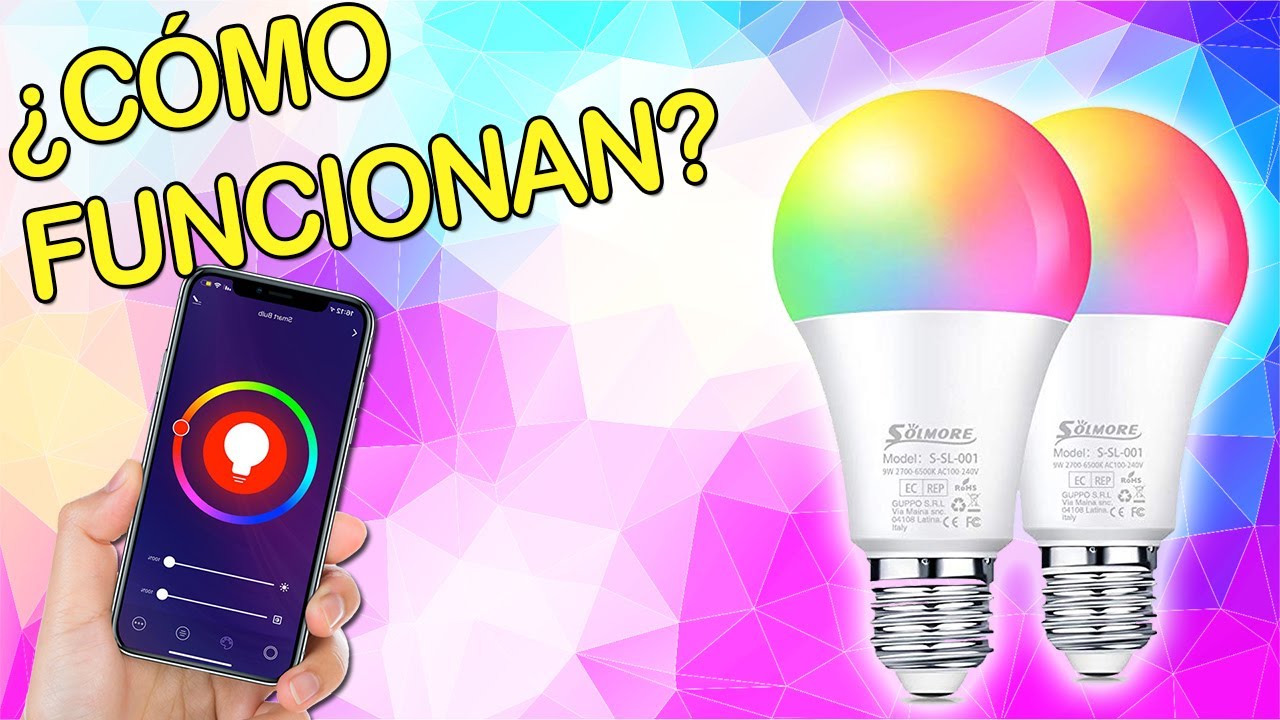 ¿CÓMO
FUNCIONAN?
16:12
Smart Bulb
100%
100%
SOLMORE
Model: S-SL-001
9W 2700-6500K AC100-240V
EC REP RoHS
GUPPO S.R.L
Via Maina snc.
04108 Latina,
Italy
CE FC
SOLMORE
Model: S-SL-001
9W 2700-6500K AC100-240V
EC REP RoHS
GUPPO S.R.L
Via Maina snc.
04108 Latina,
Italy
CE FC